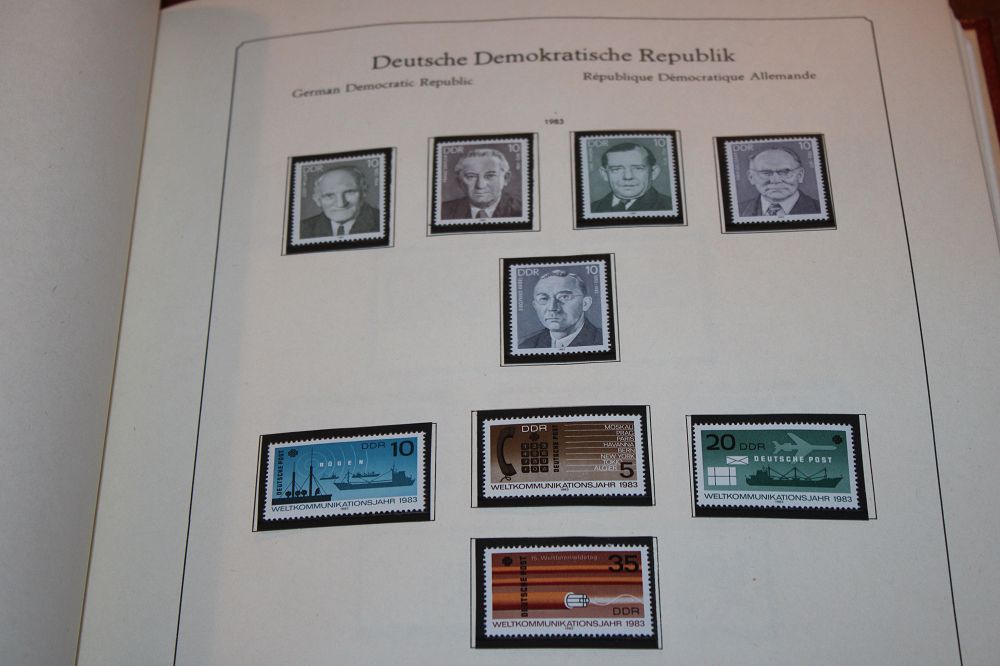 Deutsche Demokratische Republik
German Democratic Republic
République Démocratique Allemande
1983
DDR 10
DDR 10
DDR 10
DDR 10
DDR 10
DDR 10
DEUTSCHE POST
RÜGEN
WELTKOMMUNIKATIONSJAHR 1983
DEUTSCHE POST
MOSKAU
PRAG
PARIS
HAVANNA
BERN
NEW YORK
TOKIO
ALGIER
5
WELTKOMMUNIKATIONSJAHR 1983
20 DDR
DEUTSCHE POST
WELTKOMMUNIKATIONSJAHR 1983
15. Weltfernmeldetag
35
DEUTSCHE POST
DDR
WELTKOMMUNIKATIONSJAHR 1983